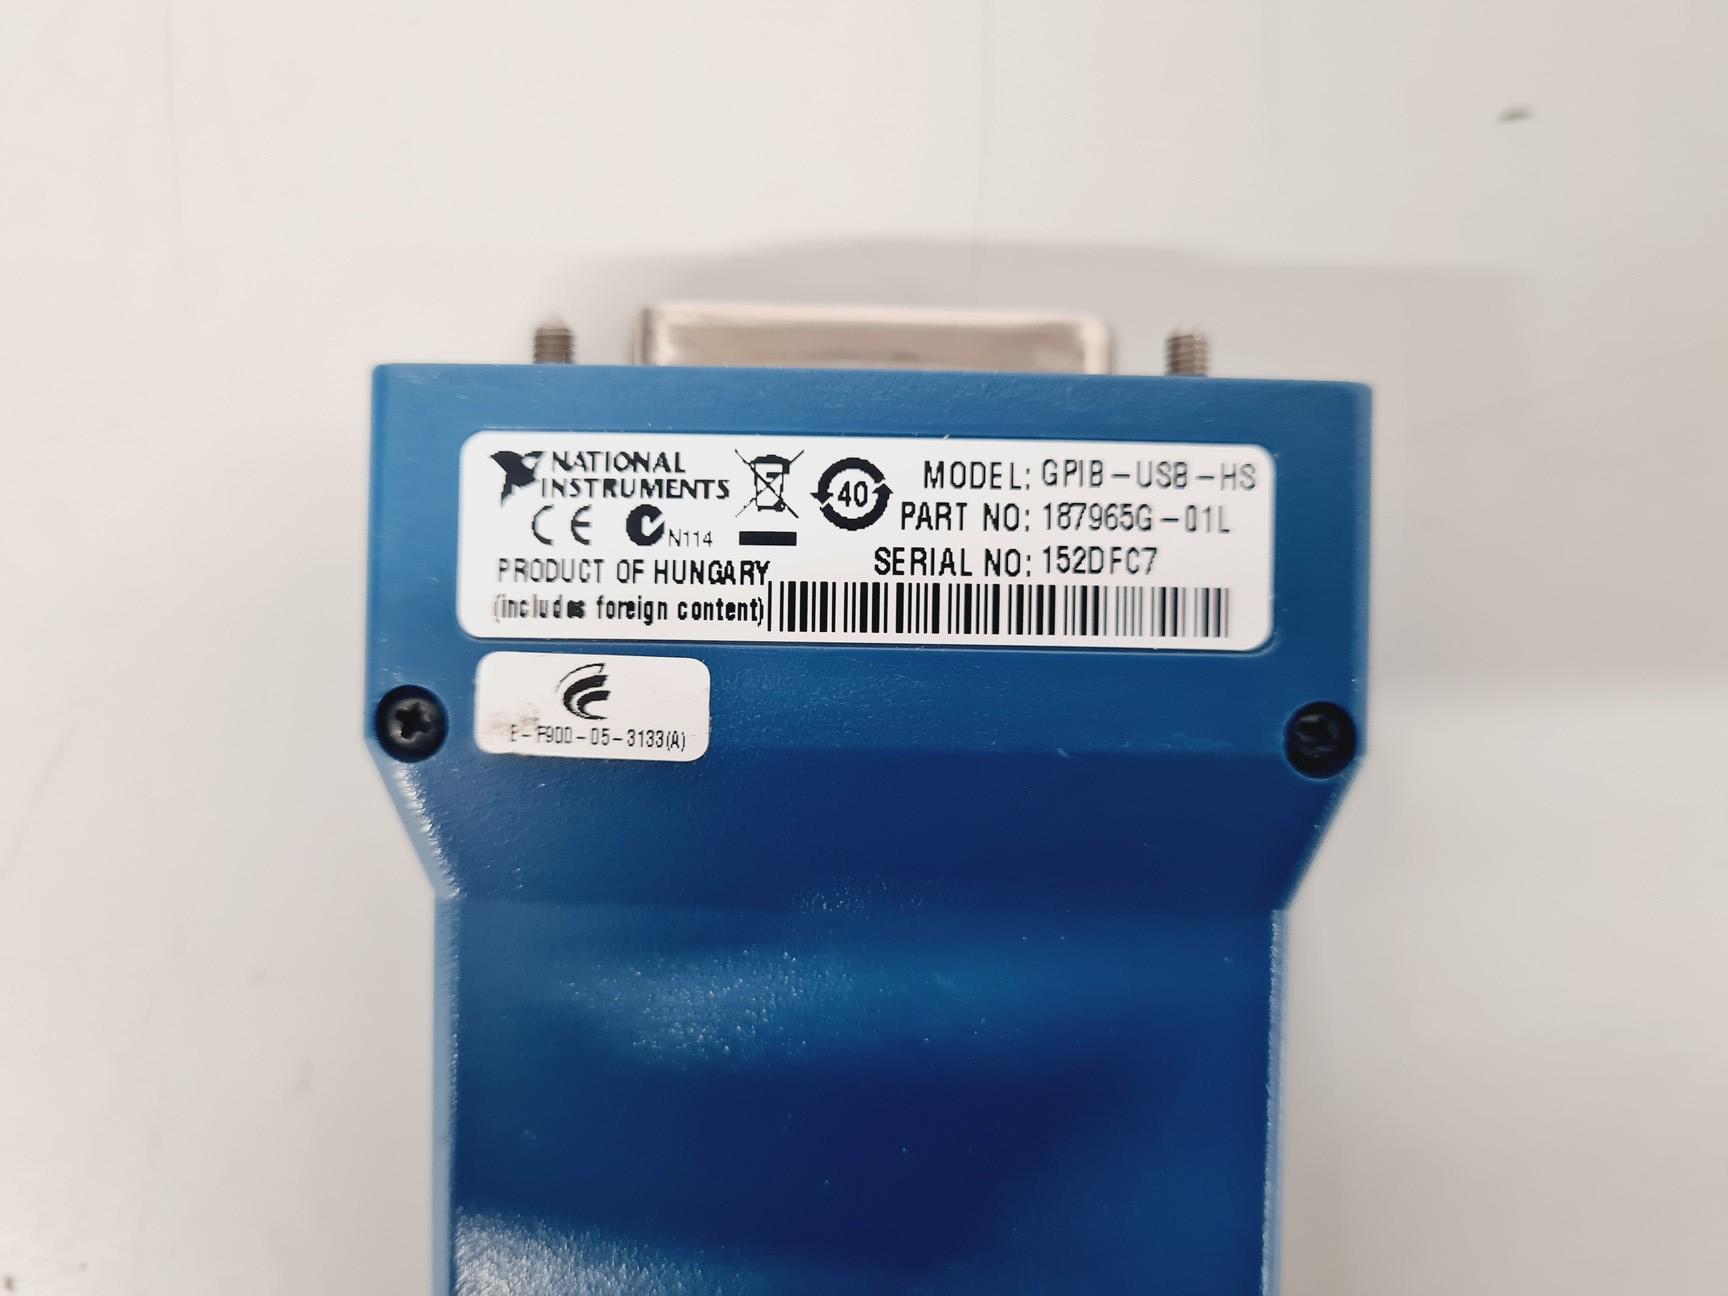 NATIONAL
INSTRUMENTS
CE
N114
40
MODEL: GPIB-USB-HS
PART NO: 187965G-01L
SERIAL NO: 152DFC7
PRODUCT OF HUNGARY
(includes foreign content)
E-F900-05-3133(A)